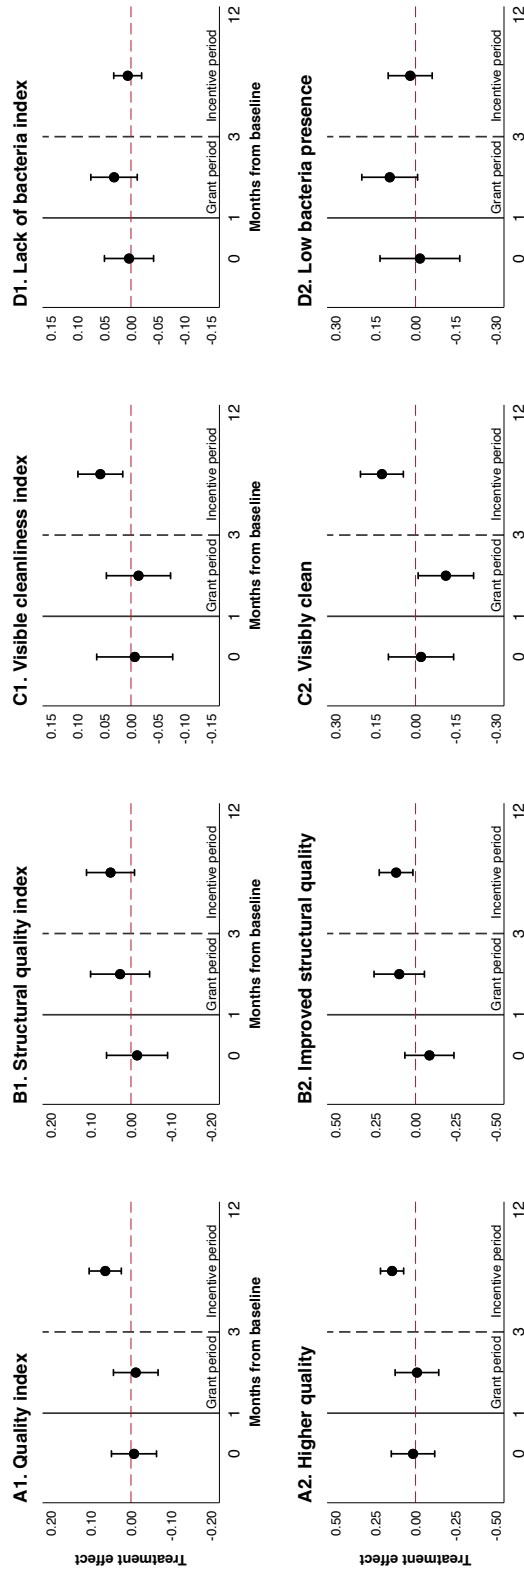 A1. Quality index
Treatment effect
0.20
0.10
0.00
-0.10
-0.20
Grant period
Incentive period
0
1
3
12
Months from baseline
B1. Structural quality index
0.20
0.10
0.00
-0.10
-0.20
Grant period
Incentive period
0
1
3
12
Months from baseline
C1. Visible cleanliness index
0.15
0.10
0.05
0.00
-0.05
-0.10
-0.15
Grant period
Incentive period
0
1
3
12
Months from baseline
D1. Lack of bacteria index
0.15
0.10
0.05
0.00
-0.05
-0.10
-0.15
Grant period
Incentive period
0
1
3
12
Months from baseline
A2. Higher quality
Treatment effect
0.50
0.25
0.00
-0.25
-0.50
Grant period
Incentive period
0
1
3
12
B2. Improved structural quality
0.50
0.25
0.00
-0.25
-0.50
Grant period
Incentive period
0
1
3
12
C2. Visibly clean
0.30
0.15
0.00
-0.15
-0.30
Grant period
Incentive period
0
1
3
12
D2. Low bacteria presence
0.30
0.15
0.00
-0.15
-0.30
Grant period
Incentive period
0
1
3
12